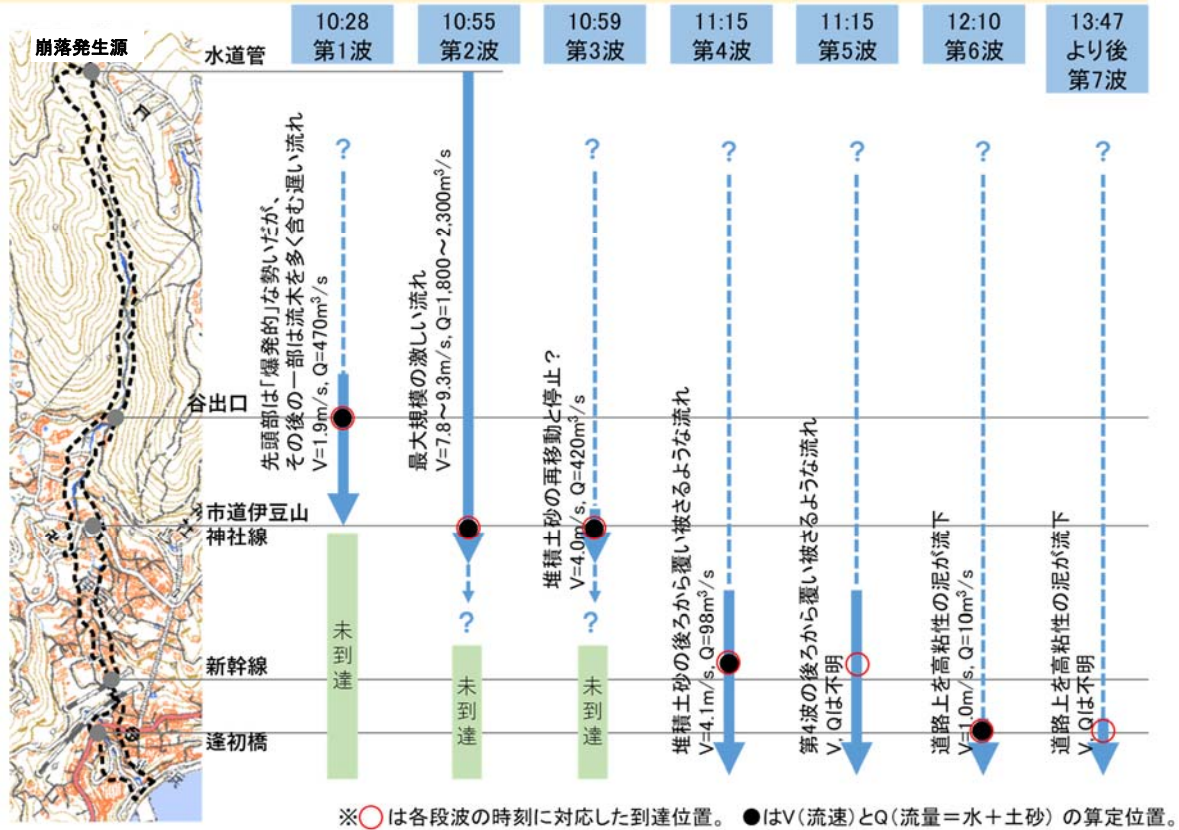 崩落発生源
水道管
谷出口
市道伊豆山
神社線
新幹線
逢初橋
10:28
第1波
10:55
第2波
10:59
第3波
11:15
第4波
11:15
第5波
12:10
第6波
13:47
より後
第7波
?
先頭部は「爆発的」な勢いだが、
その後の一部は流木を多く含む遅い流れ
V=1.9m/s, Q=470m³/s
未到達
最大規模の激しい流れ
V=7.8～9.3m/s, Q=1,800～2,300m³/s
?
未到達
?
堆積土砂の再移動と停止？
V=4.0m/s, Q=420m³/s
?
未到達
?
堆積土砂の後ろから覆い被さるような流れ
V=4.1m/s, Q=98m³/s
?
第4波の後ろから覆い被さるような流れ
V, Qは不明
?
道路上を高粘性の泥が流下
V=1.0m/s, Q=10m³/s
?
道路上を高粘性の泥が流下
V, Qは不明
※○は各段波の時刻に対応した到達位置。 ●はV(流速)とQ(流量＝水＋土砂) の算定位置。